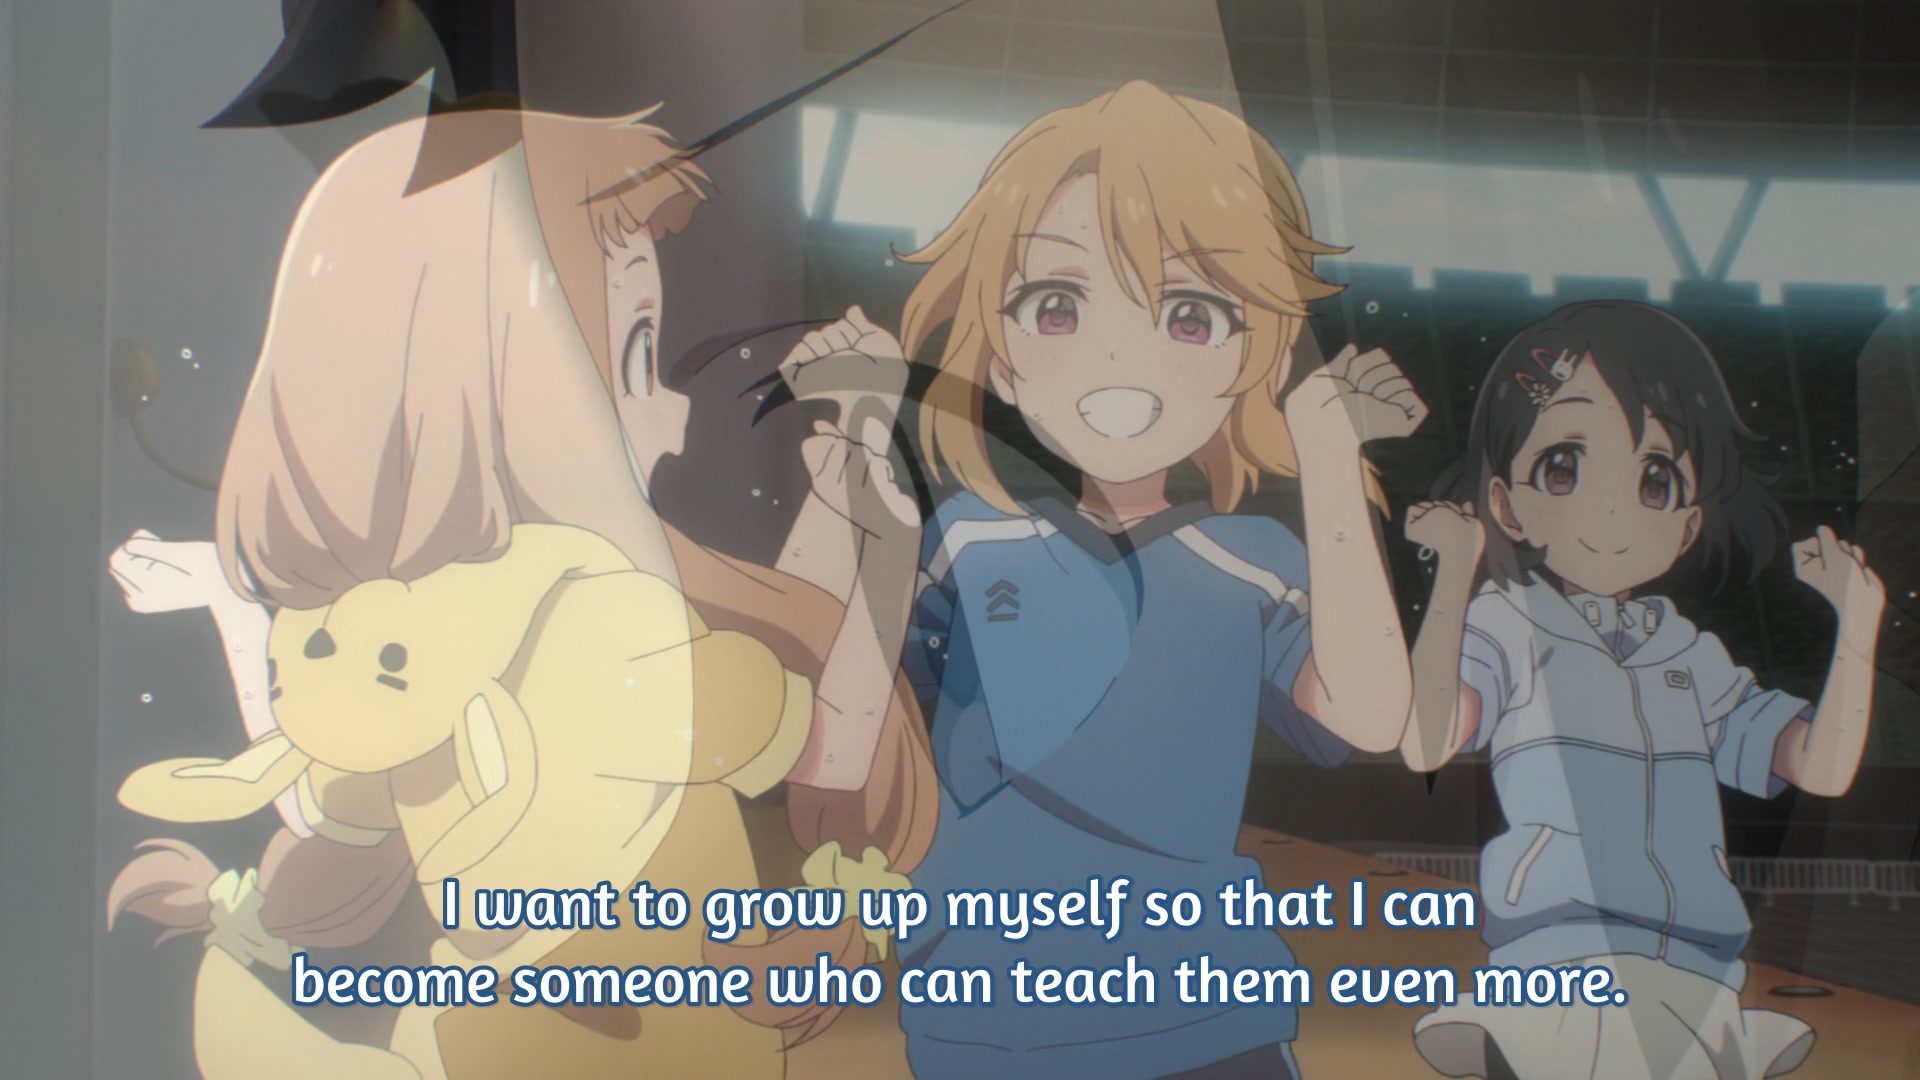 I want to grow up myself so that I can
become someone who can teach them even more.